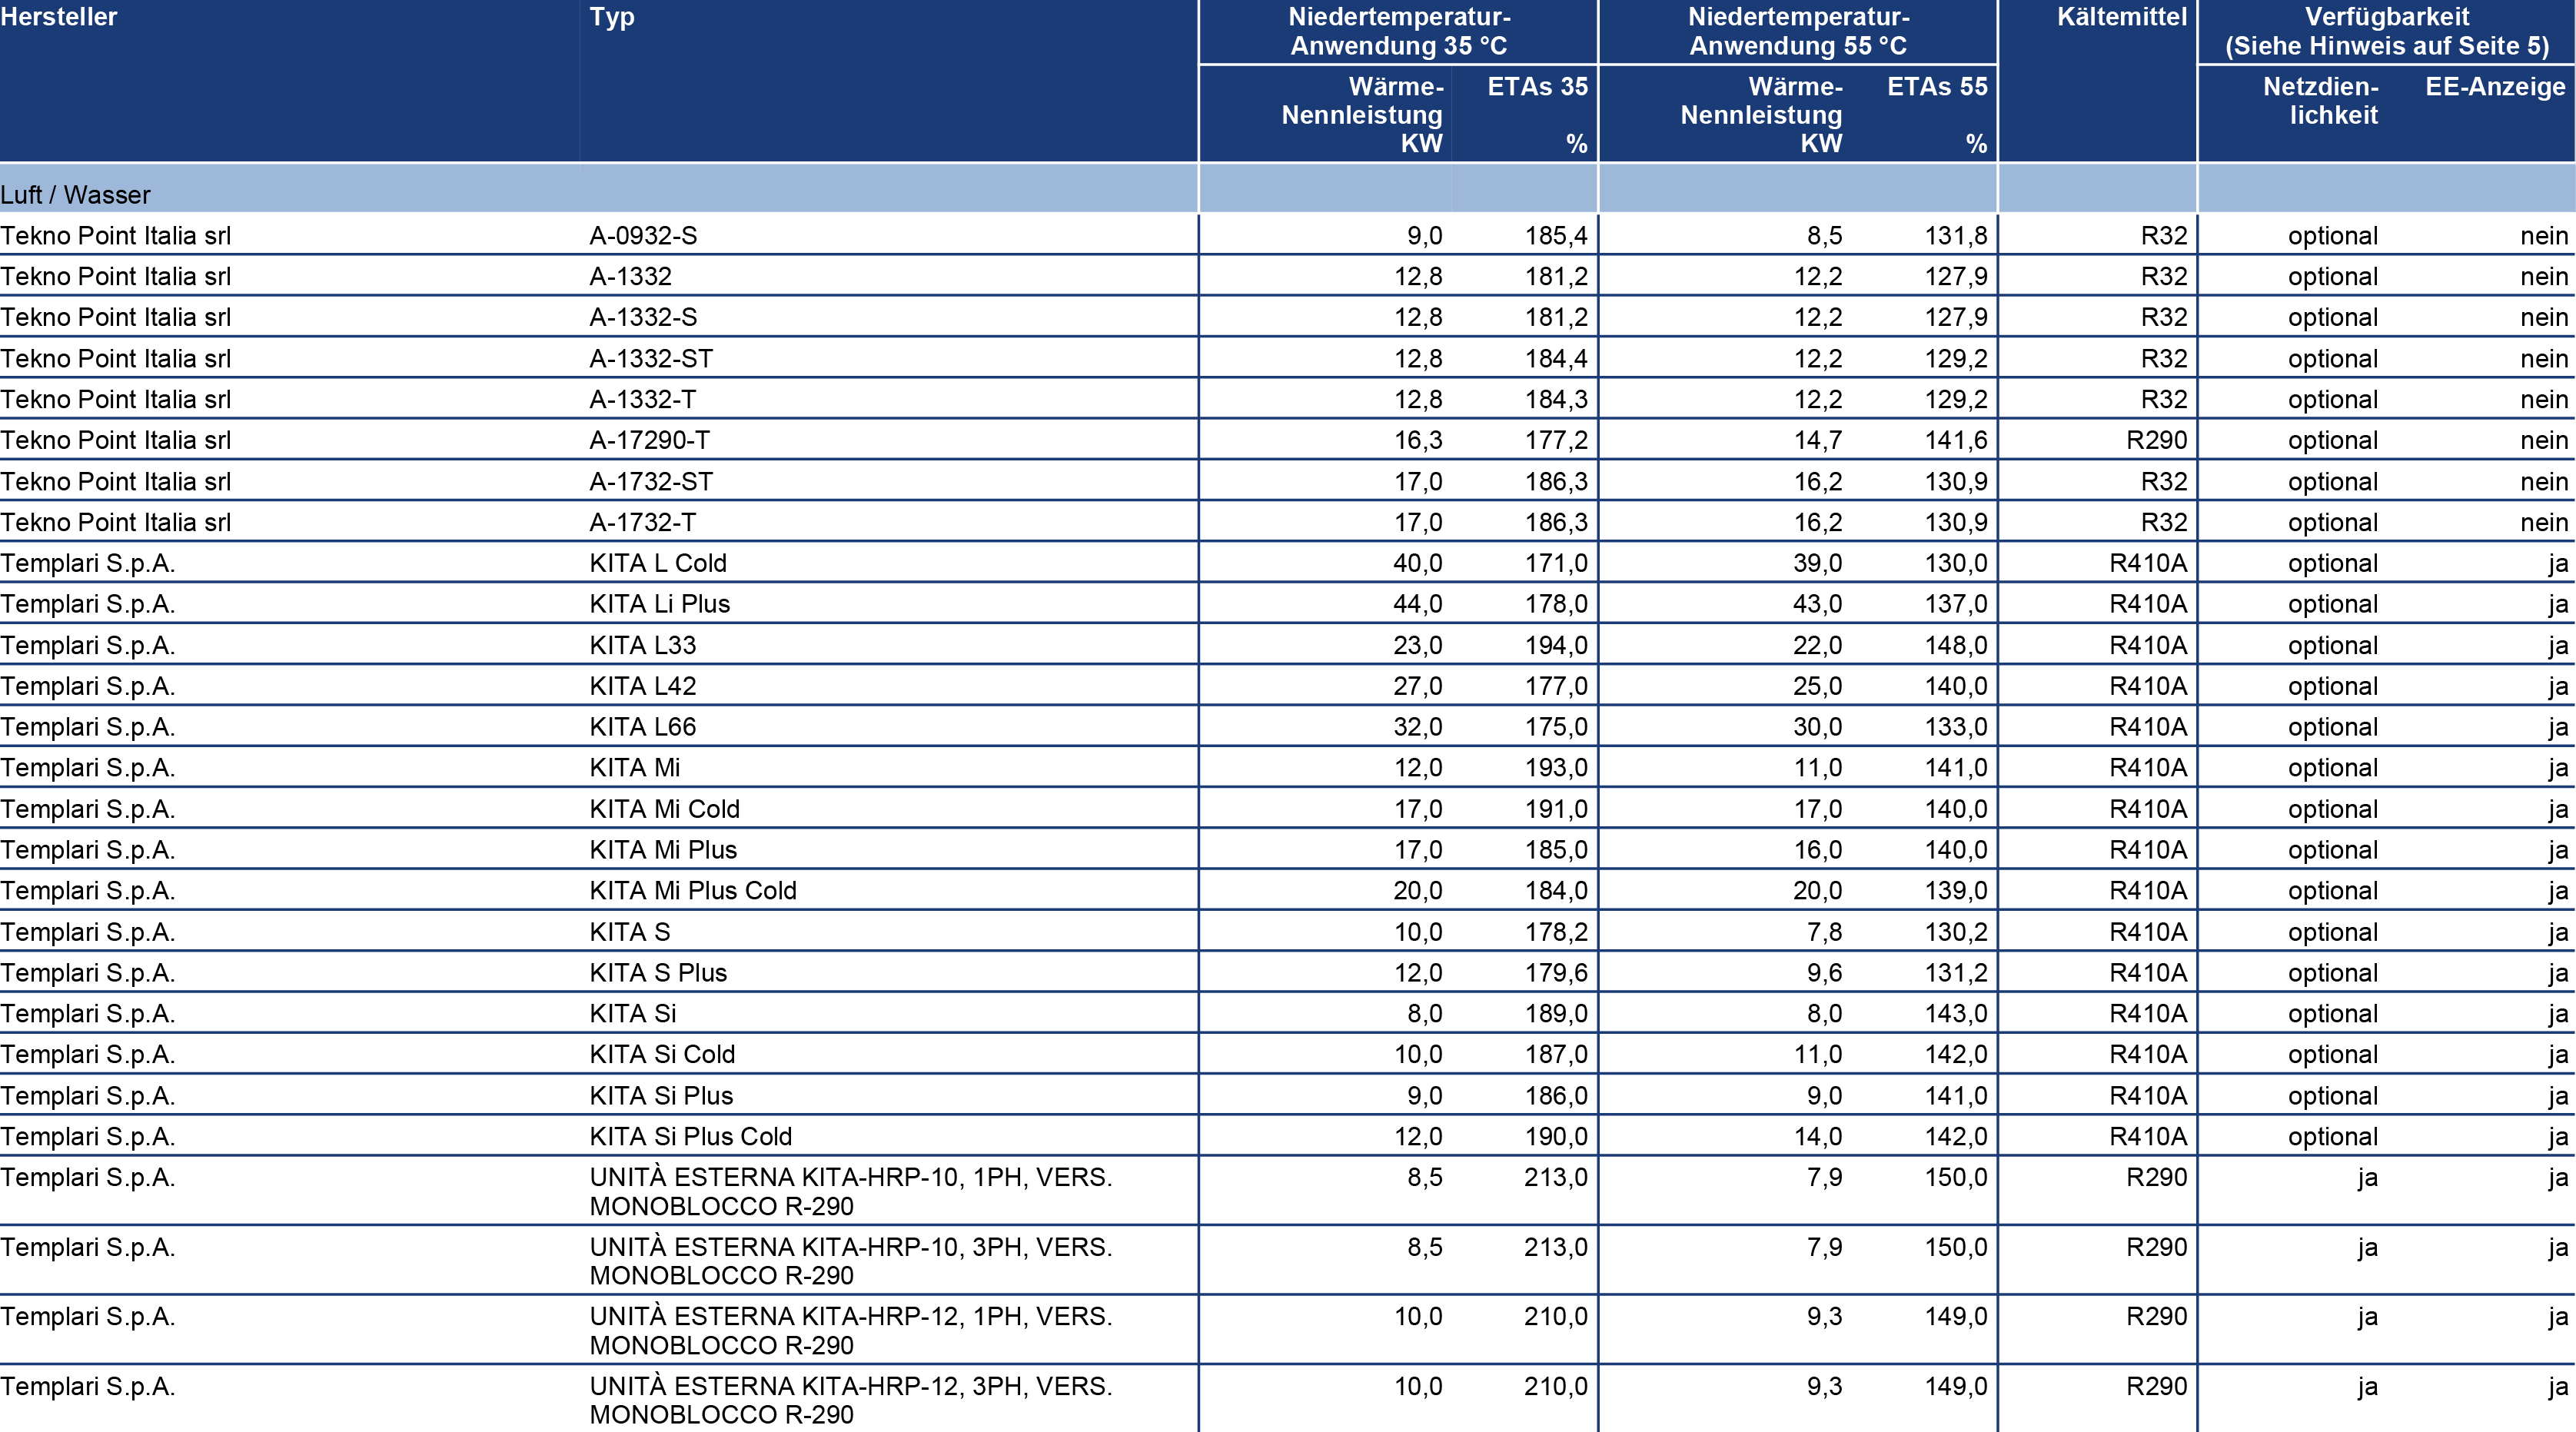 Hersteller Typ Niedertemperatur- Niedertemperatur- Kältemittel Verfügbarkeit
Anwendung 35 °C Anwendung 55 °C (Siehe Hinweis auf Seite 5)
Wärme- ETAs 35 Wärme- ETAs 55 Netzdien- EE-Anzeige
Nennleistung Nennleistung lichkeit
KW % KW %
Luft / Wasser
Tekno Point Italia srl A-0932-S 9,0 185,4 8,5 131,8 R32 optional nein
Tekno Point Italia srl A-1332 12,8 181,2 12,2 127,9 R32 optional nein
Tekno Point Italia srl A-1332-S 12,8 181,2 12,2 127,9 R32 optional nein
Tekno Point Italia srl A-1332-ST 12,8 184,4 12,2 129,2 R32 optional nein
Tekno Point Italia srl A-1332-T 12,8 184,3 12,2 129,2 R32 optional nein
Tekno Point Italia srl A-17290-T 16,3 177,2 14,7 141,6 R290 optional nein
Tekno Point Italia srl A-1732-ST 17,0 186,3 16,2 130,9 R32 optional nein
Tekno Point Italia srl A-1732-T 17,0 186,3 16,2 130,9 R32 optional nein
Templari S.p.A. KITA L Cold 40,0 171,0 39,0 130,0 R410A optional ja
Templari S.p.A. KITA Li Plus 44,0 178,0 43,0 137,0 R410A optional ja
Templari S.p.A. KITA L33 23,0 194,0 22,0 148,0 R410A optional ja
Templari S.p.A. KITA L42 27,0 177,0 25,0 140,0 R410A optional ja
Templari S.p.A. KITA L66 32,0 175,0 30,0 133,0 R410A optional ja
Templari S.p.A. KITA Mi 12,0 193,0 11,0 141,0 R410A optional ja
Templari S.p.A. KITA Mi Cold 17,0 191,0 17,0 140,0 R410A optional ja
Templari S.p.A. KITA Mi Plus 17,0 185,0 16,0 140,0 R410A optional ja
Templari S.p.A. KITA Mi Plus Cold 20,0 184,0 20,0 139,0 R410A optional ja
Templari S.p.A. KITA S 10,0 178,2 7,8 130,2 R410A optional ja
Templari S.p.A. KITA S Plus 12,0 179,6 9,6 131,2 R410A optional ja
Templari S.p.A. KITA Si 8,0 189,0 8,0 143,0 R410A optional ja
Templari S.p.A. KITA Si Cold 10,0 187,0 11,0 142,0 R410A optional ja
Templari S.p.A. KITA Si Plus 9,0 186,0 9,0 141,0 R410A optional ja
Templari S.p.A. KITA Si Plus Cold 12,0 190,0 14,0 142,0 R410A optional ja
Templari S.p.A. UNITÀ ESTERNA KITA-HRP-10, 1PH, VERS. 8,5 213,0 7,9 150,0 R290 ja ja
MONOBLOCCO R-290
Templari S.p.A. UNITÀ ESTERNA KITA-HRP-10, 3PH, VERS. 8,5 213,0 7,9 150,0 R290 ja ja
MONOBLOCCO R-290
Templari S.p.A. UNITÀ ESTERNA KITA-HRP-12, 1PH, VERS. 10,0 210,0 9,3 149,0 R290 ja ja
MONOBLOCCO R-290
Templari S.p.A. UNITÀ ESTERNA KITA-HRP-12, 3PH, VERS. 10,0 210,0 9,3 149,0 R290 ja ja
MONOBLOCCO R-290